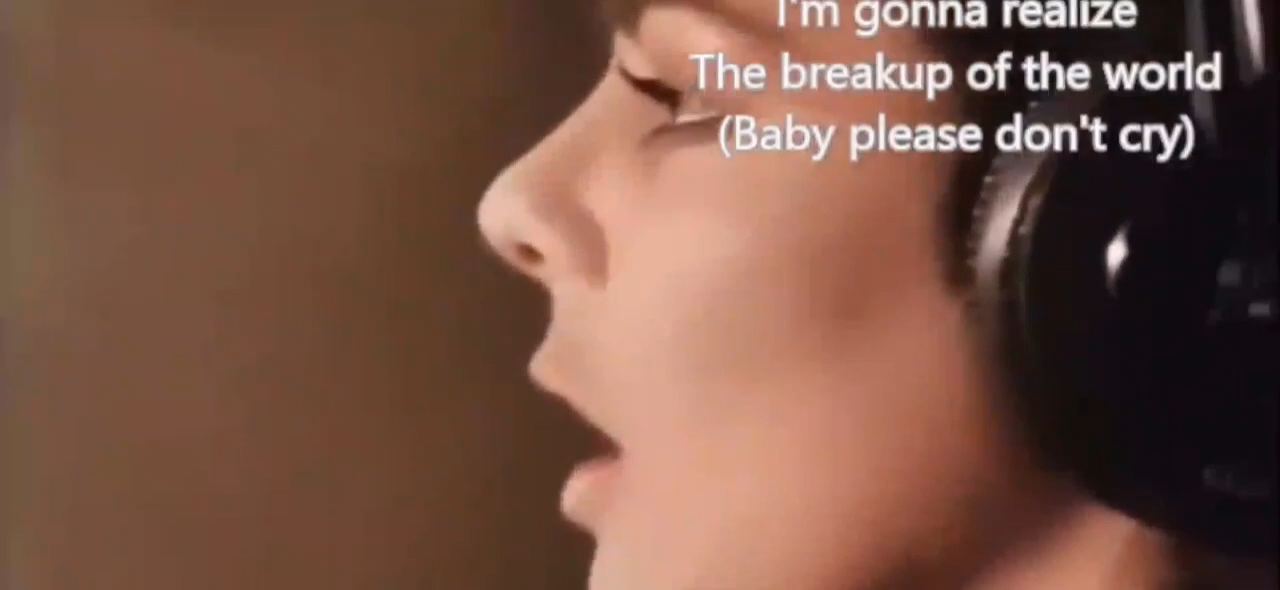 I'm gonna realize
The breakup of the world
(Baby please don't cry)